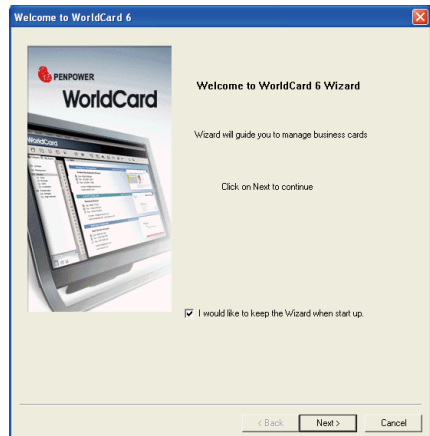 Welcome to WorldCard 6
PENPOWER
WorldCard
WorldCard
Welcome to WorldCard 6 Wizard
Wizard will guide you to manage business cards
Click on Next to continue
I would like to keep the Wizard when start up.
< Back
Next >
Cancel